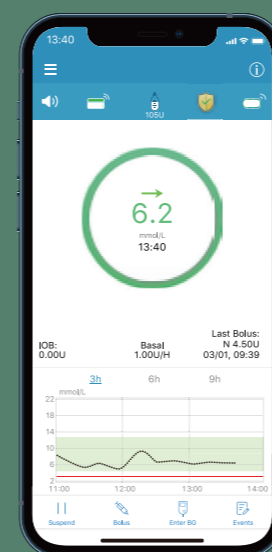 13:40
105U
6.2
mmol/L
13:40
IOB:
0.00U
Basal
1.00U/H
Last Bolus:
N 4.50U
03/01, 09:39
3h 6h 9h
mmol/L
22
18
14
10
6
2
11:00 12:00 13:00 14:00
Suspend Bolus Enter BG Events